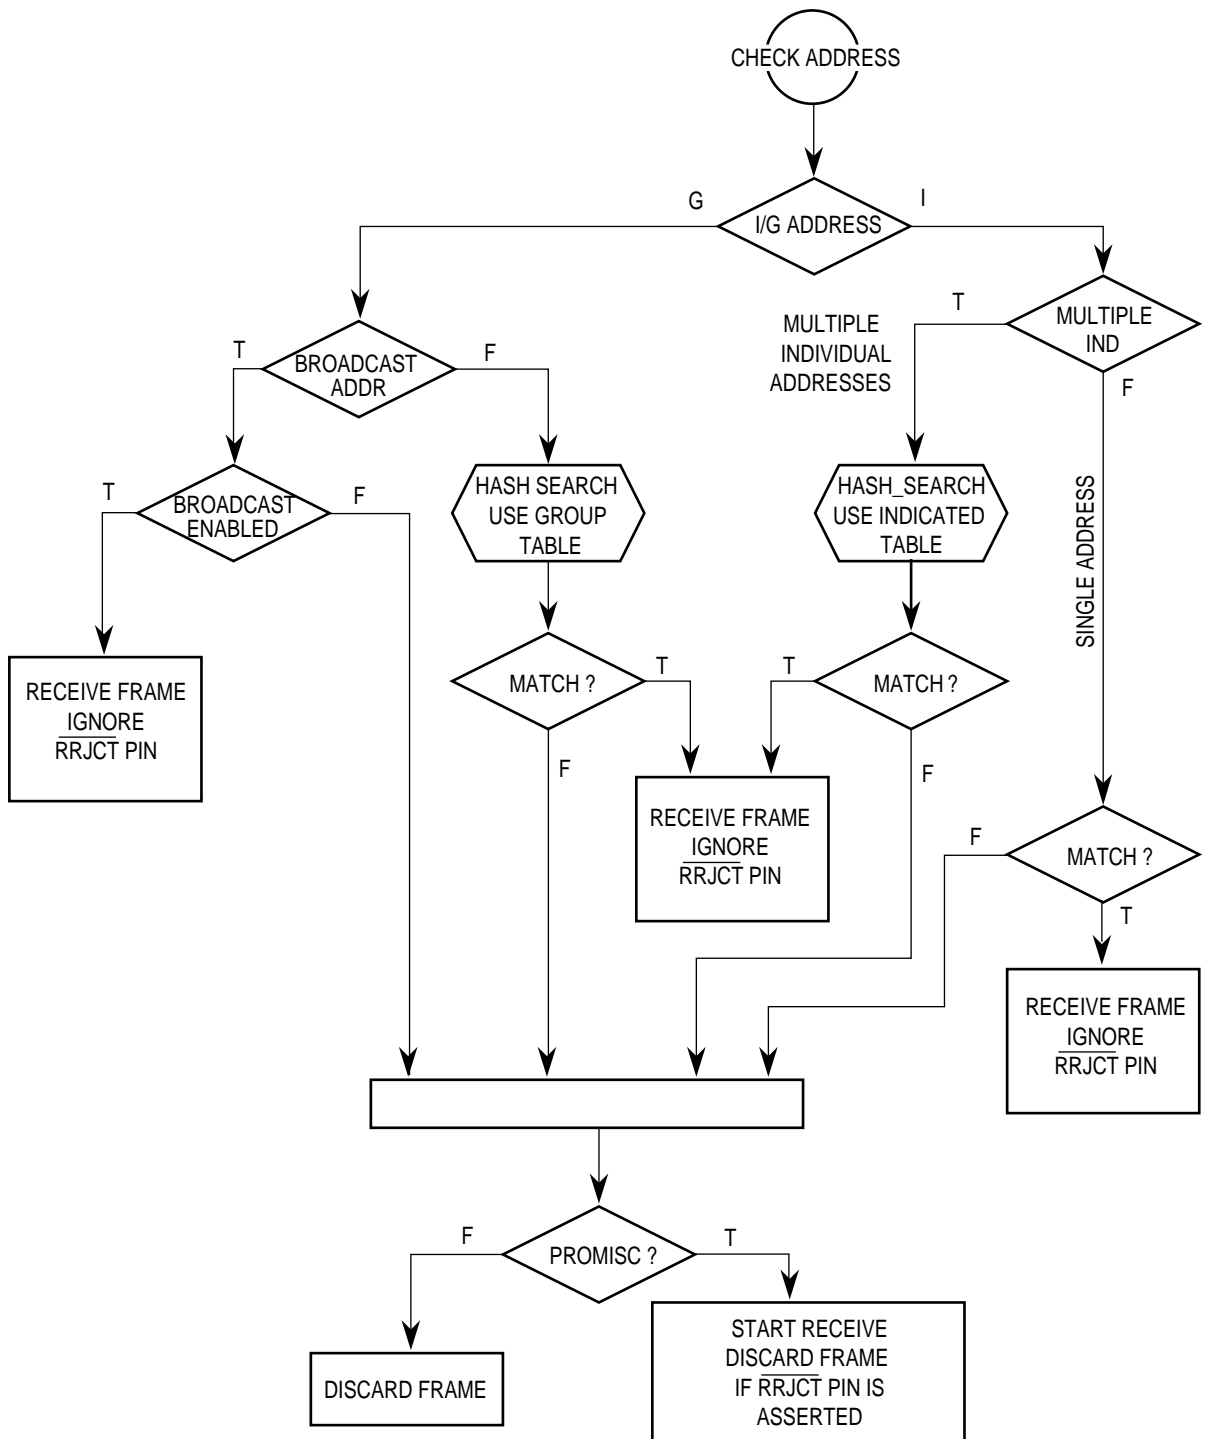 CHECK ADDRESS
G
I
I/G ADDRESS
T
MULTIPLE
IND
MULTIPLE
INDIVIDUAL
ADDRESSES
F
T
BROADCAST
ADDR
F
T
BROADCAST
ENABLED
F
HASH SEARCH
USE GROUP
TABLE
HASH_SEARCH
USE INDICATED
TABLE
SINGLE ADDRESS
RECEIVE FRAME
IGNORE
RRJCT PIN
MATCH ?
T
F
T
MATCH ?
F
RECEIVE FRAME
IGNORE
RRJCT PIN
F
MATCH ?
T
RECEIVE FRAME
IGNORE
RRJCT PIN
F
PROMISC ?
T
DISCARD FRAME
START RECEIVE
DISCARD FRAME
IF RRJCT PIN IS
ASSERTED